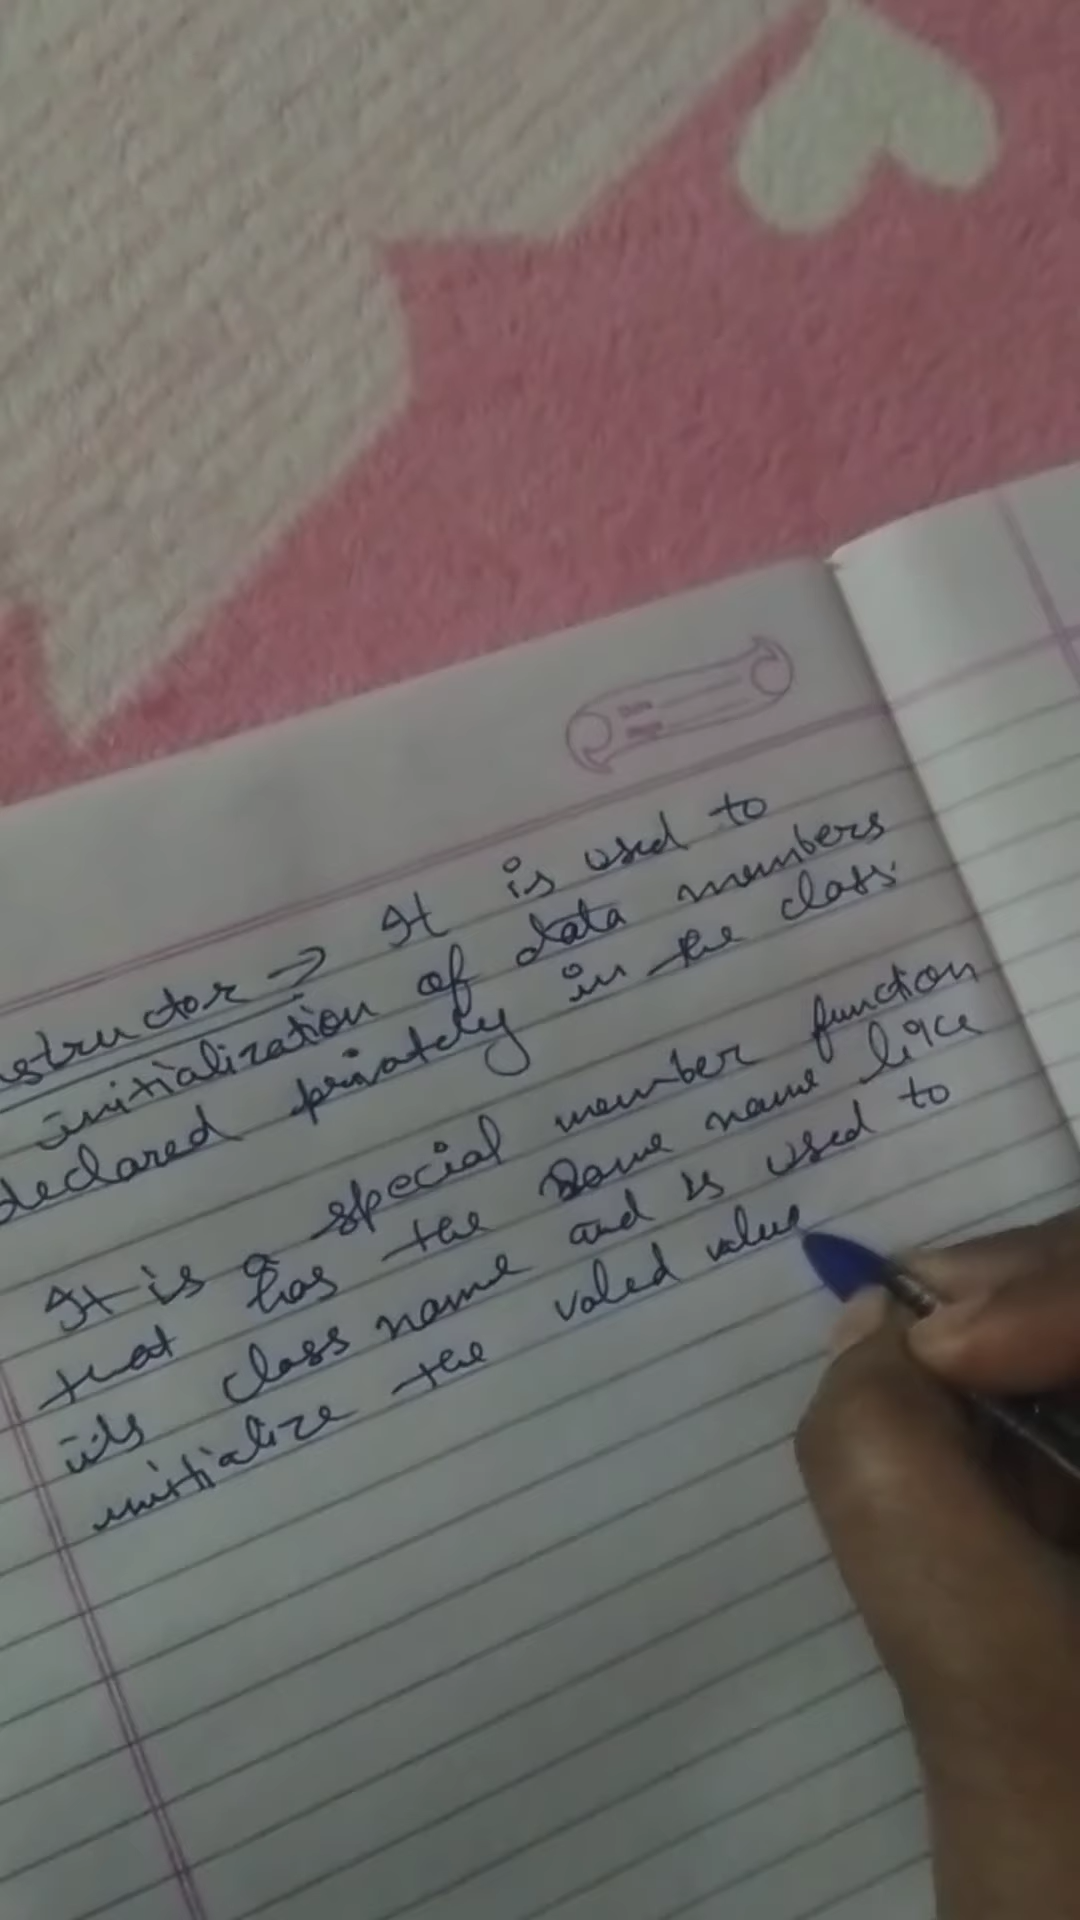 structor → It is used to
initialization of data members
declared privately in the class.
It is a special member function
that has the same name like
its class name and is used to
initialize the valed value